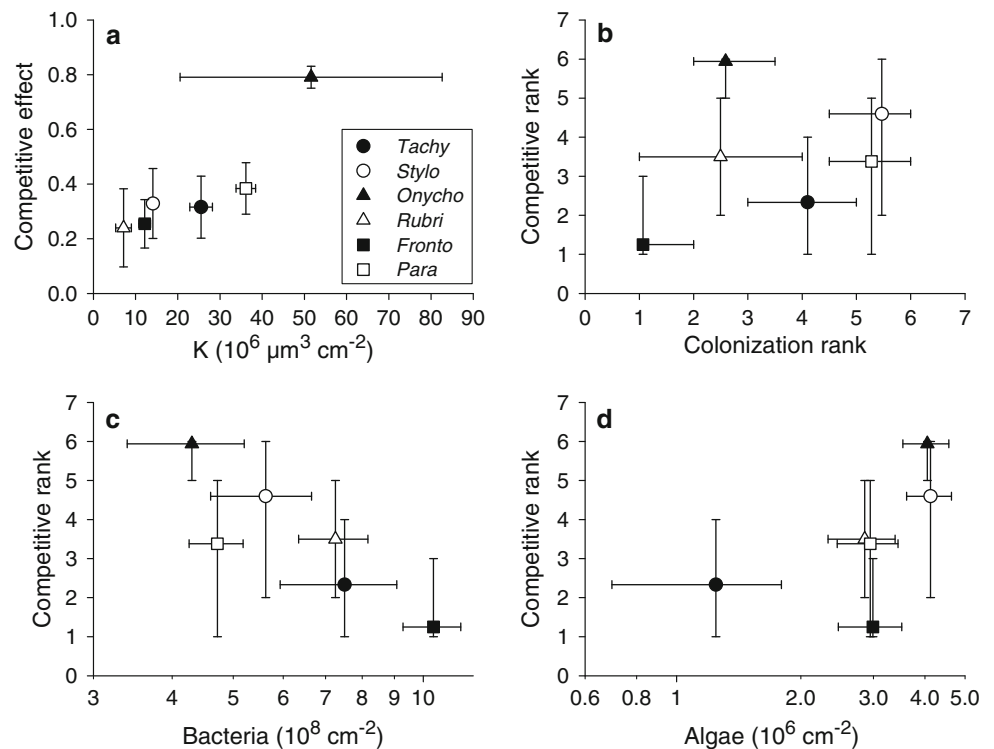 a
1.0
0.8
0.6
0.4
0.2
0.0
Competitive effect
0 10 20 30 40 50 60 70 80 90
K (10⁶ µm³ cm⁻²)
Tachy
Stylo
Onycho
Rubri
Fronto
Para
b
7
6
5
4
3
2
1
0
Competitive rank
0 1 2 3 4 5 6 7
Colonization rank
c
7
6
5
4
3
2
1
0
Competitive rank
3 4 5 6 7 8 9 10
Bacteria (10⁸ cm⁻²)
d
7
6
5
4
3
2
1
0
Competitive rank
0.6 1 2.0 3.0 4.0 5.0
Algae (10⁶ cm⁻²)